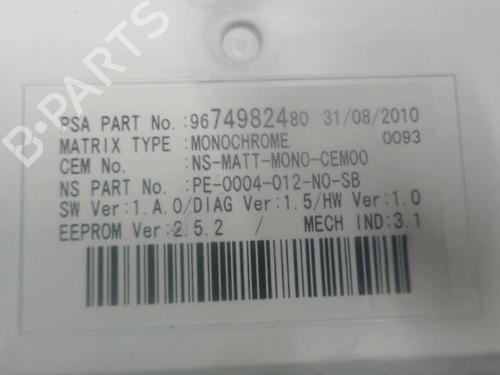 B-PARTS
PSA PART No.:9674982480 31/08/2010
MATRIX TYPE :MONOCHROME 0093
CEM No. :NS-MATT-MONO-CEM00
NS PART No. :PE-0004-012-NO-SB
SW Ver:1.A.0/DIAG Ver:1.5/HW Ver:1.0
EEPROM Ver:2.5.2 / MECH IND:3.1